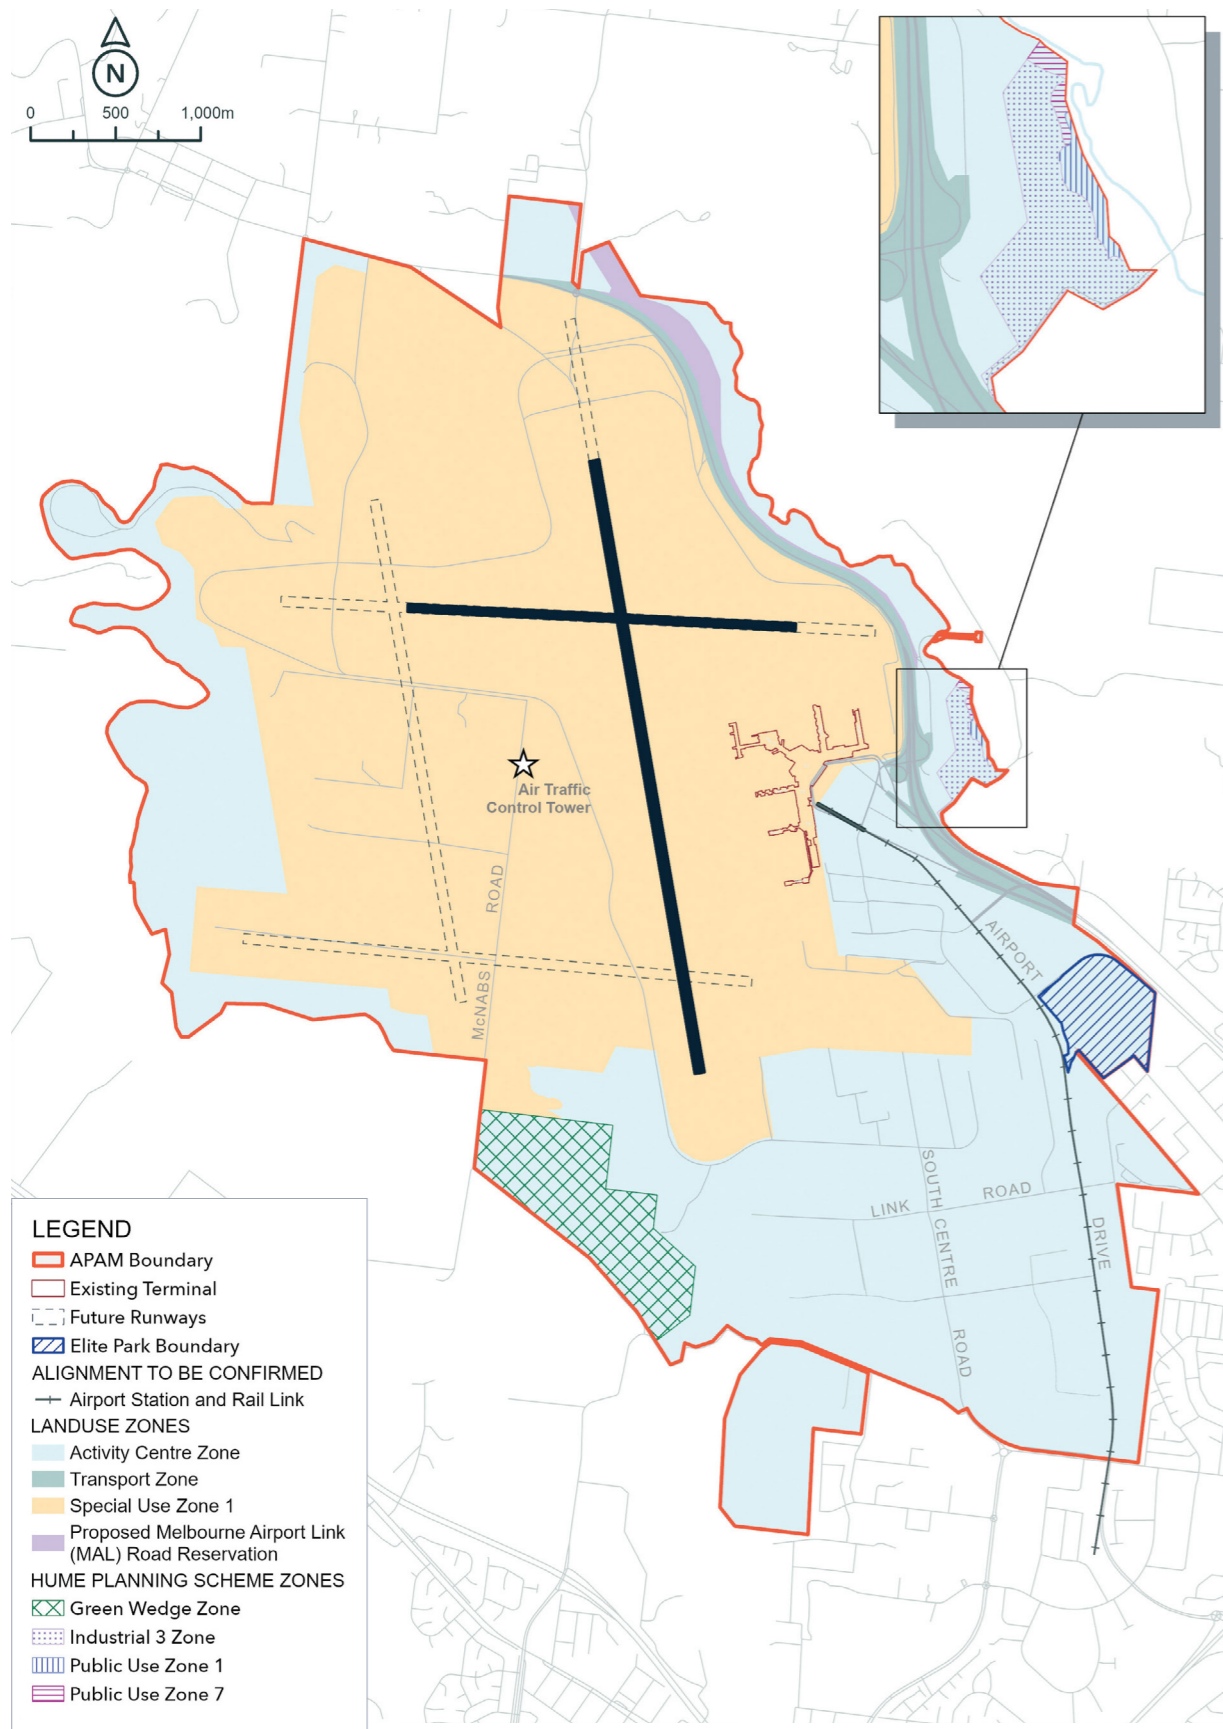 N
0 500 1,000m
Air Traffic
Control Tower
McNABS ROAD
AIRPORT DRIVE
SOUTH CENTRE ROAD
LINK ROAD
LEGEND
APAM Boundary
Existing Terminal
Future Runways
Elite Park Boundary
ALIGNMENT TO BE CONFIRMED
Airport Station and Rail Link
LANDUSE ZONES
Activity Centre Zone
Transport Zone
Special Use Zone 1
Proposed Melbourne Airport Link
(MAL) Road Reservation
HUME PLANNING SCHEME ZONES
Green Wedge Zone
Industrial 3 Zone
Public Use Zone 1
Public Use Zone 7